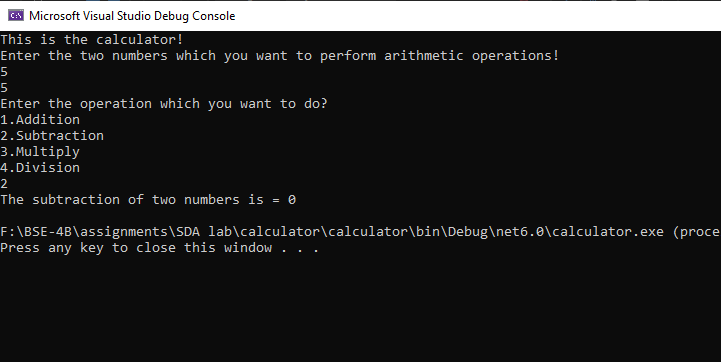 Microsoft Visual Studio Debug Console
This is the calculator!
Enter the two numbers which you want to perform arithmetic operations!
5
5
Enter the operation which you want to do?
1.Addition
2.Subtraction
3.Multiply
4.Division
2
The subtraction of two numbers is = 0
F:\BSE-4B\assignments\SDA lab\calculator\calculator\bin\Debug\net6.0\calculator.exe (proce
Press any key to close this window . . .